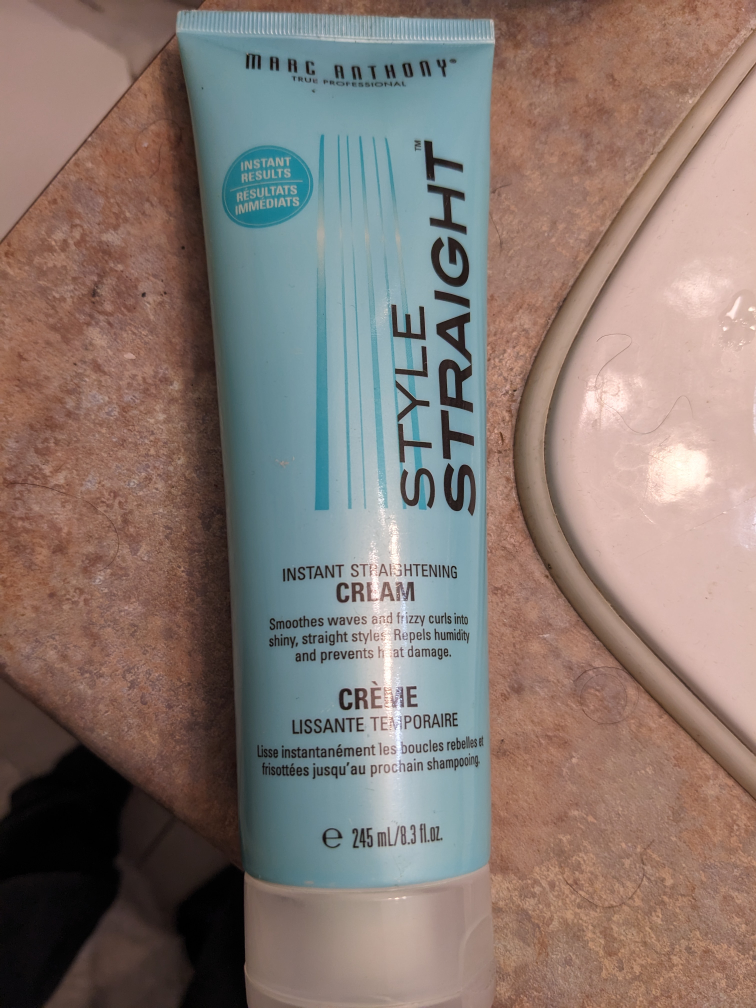 MARC ANTHONY®
TRUE PROFESSIONAL
INSTANT
RESULTS
RÉSULTATS
IMMÉDIATS
STYLE
STRAIGHT™
INSTANT STRAIGHTENING
CREAM
Smoothes waves and frizzy curls into
shiny, straight styles. Repels humidity
and prevents heat damage.
CRÈME
LISSANTE TEMPORAIRE
Lisse instantanément les boucles rebelles et
frisottées jusqu'au prochain shampooing.
e 245 mL/8.3 fl.oz.